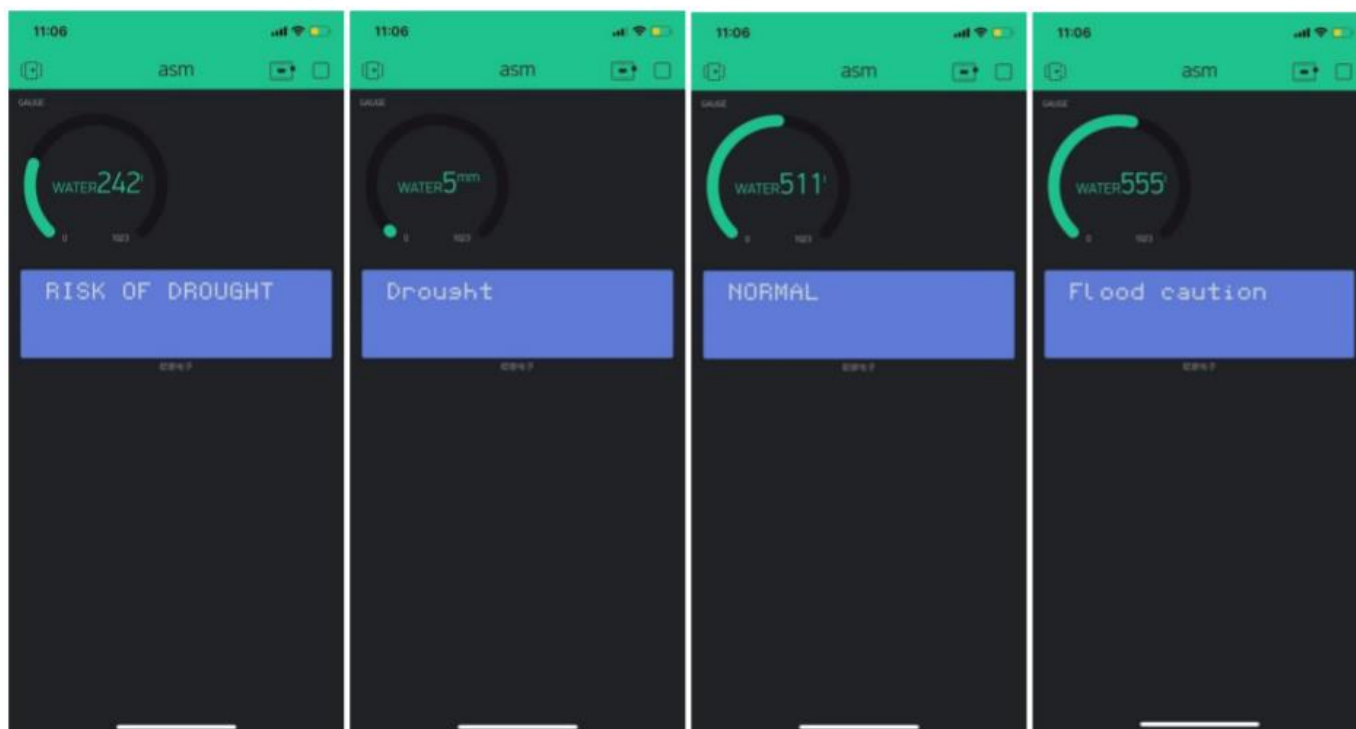 11:06
asm
GAUGE
WATER242
0 1023
RISK OF DROUGHT
11:06
asm
GAUGE
WATER5mm
0 1023
Drought
11:06
asm
GAUGE
WATER511
0 1023
NORMAL
11:06
asm
GAUGE
WATER555
0 1023
Flood caution